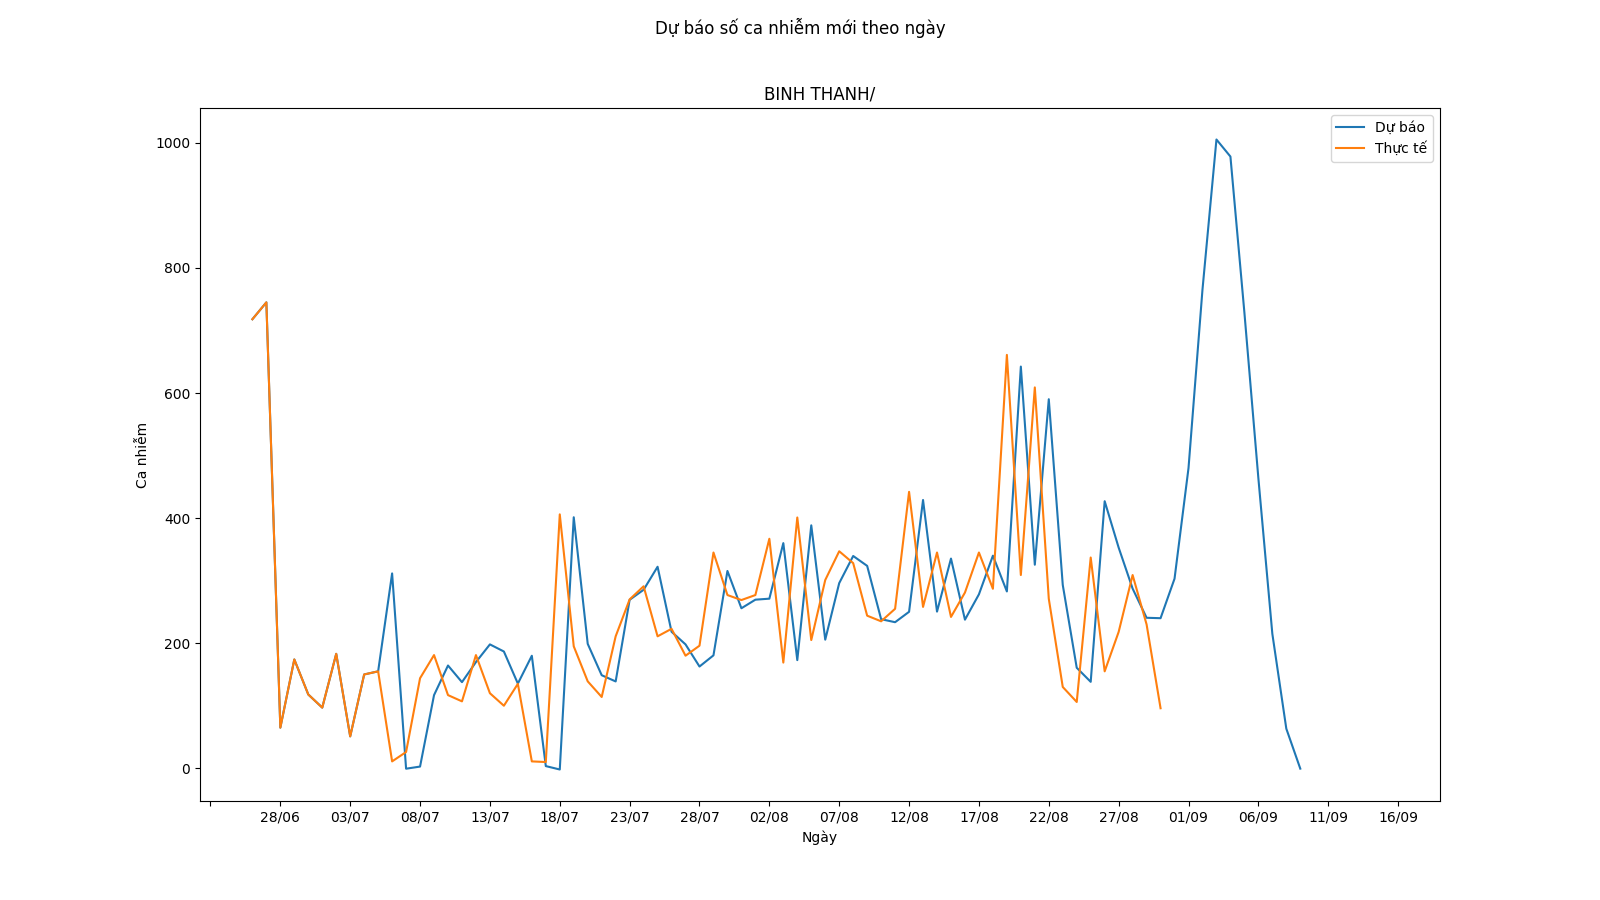 Dự báo số ca nhiễm mới theo ngày
BINH THANH/
Dự báo
Thực tế
1000
800
600
400
200
0
Ca nhiễm
28/06 03/07 08/07 13/07 18/07 23/07 28/07 02/08 07/08 12/08 17/08 22/08 27/08 01/09 06/09 11/09 16/09
Ngày